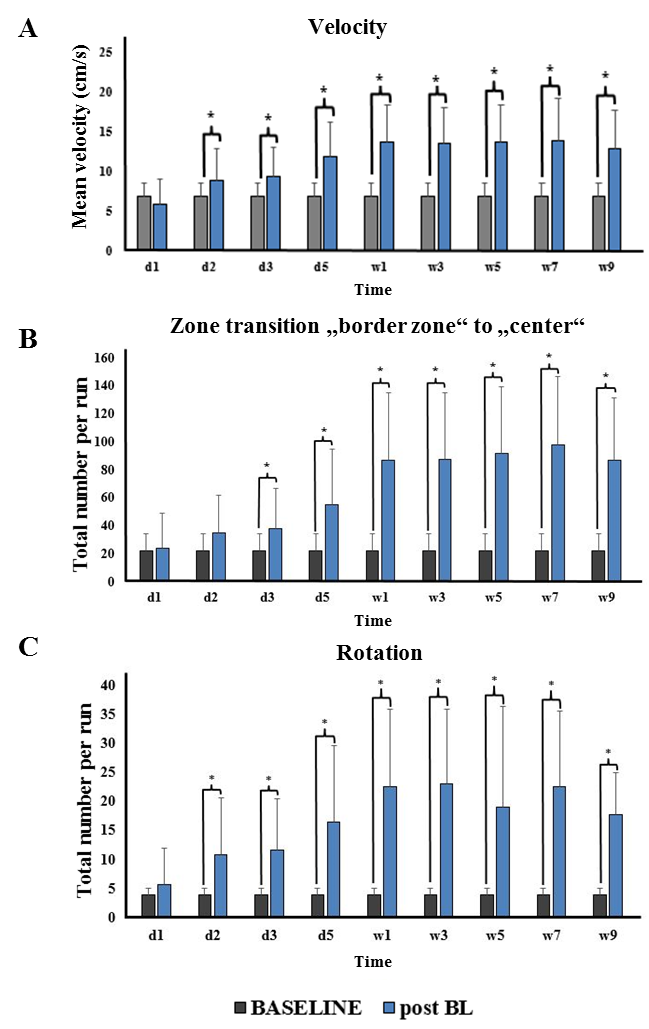 A
Velocity
Mean velocity (cm/s)
25
20
15
10
5
0
* * * * * * * *
d1 d2 d3 d5 w1 w3 w5 w7 w9
Time
B
Zone transition „border zone“ to „center“
Total number per run
160
140
120
100
80
60
40
20
0
* * * * * * *
d1 d2 d3 d5 w1 w3 w5 w7 w9
Time
C
Rotation
Total number per run
40
35
30
25
20
15
10
5
0
* * * * * * * *
d1 d2 d3 d5 w1 w3 w5 w7 w9
Time
BASELINE post BL